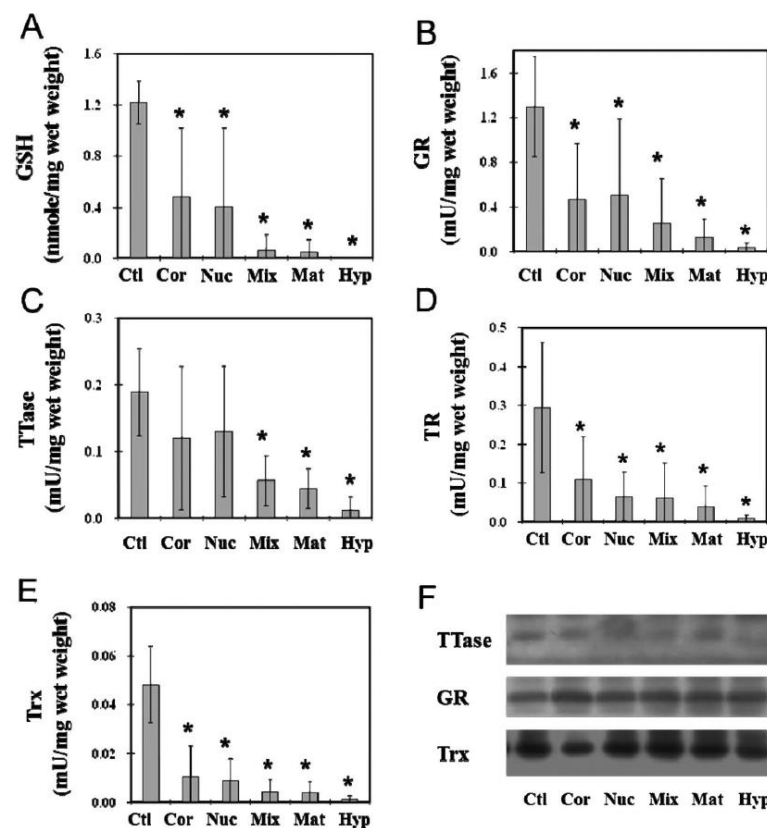 A
GSH
(nmole/mg wet weight)
1.6
1.2
0.8
0.4
0.0
* * * * *
Ctl Cor Nuc Mix Mat Hyp
B
GR
(mU/mg wet weight)
1.6
1.2
0.8
0.4
0.0
* * * * *
Ctl Cor Nuc Mix Mat Hyp
C
TTase
(mU/mg wet weight)
0.3
0.2
0.1
0.0
* * *
Ctl Cor Nuc Mix Mat Hyp
D
TR
(mU/mg wet weight)
0.5
0.4
0.3
0.2
0.1
0.0
* * * * *
Ctl Cor Nuc Mix Mat Hyp
E
Trx
(mU/mg wet weight)
0.08
0.06
0.04
0.02
0.00
* * * * *
Ctl Cor Nuc Mix Mat Hyp
F
TTase
GR
Trx
Ctl Cor Nuc Mix Mat Hyp